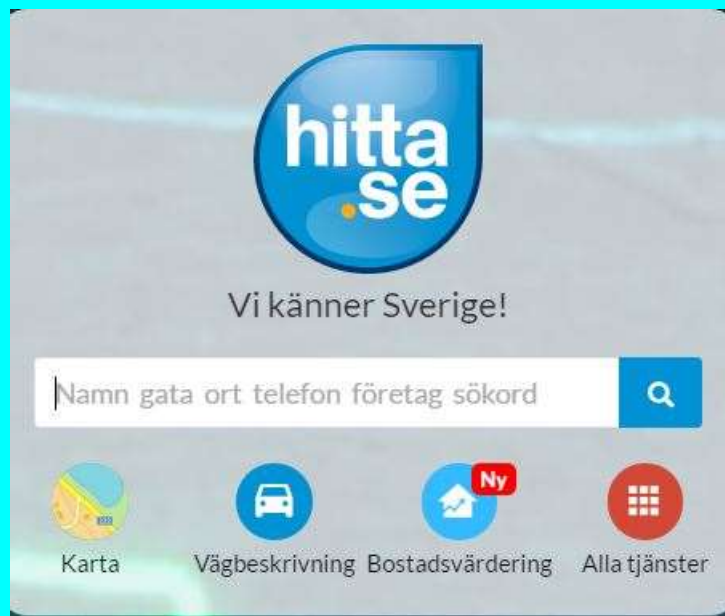 hitta
.se
Vi känner Sverige!
Namn gata ort telefon företag sökord
Ny
Karta Vägbeskrivning Bostadsvärdering Alla tjänster